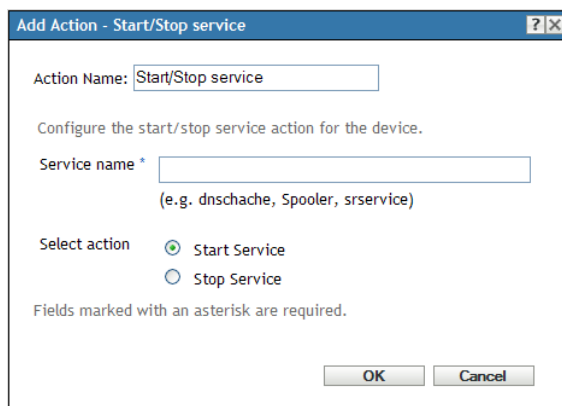 Add Action - Start/Stop service
? X
Action Name: Start/Stop service
Configure the start/stop service action for the device.
Service name *
(e.g. dnschache, Spooler, srservice)
Select action
Start Service
Stop Service
Fields marked with an asterisk are required.
OK Cancel